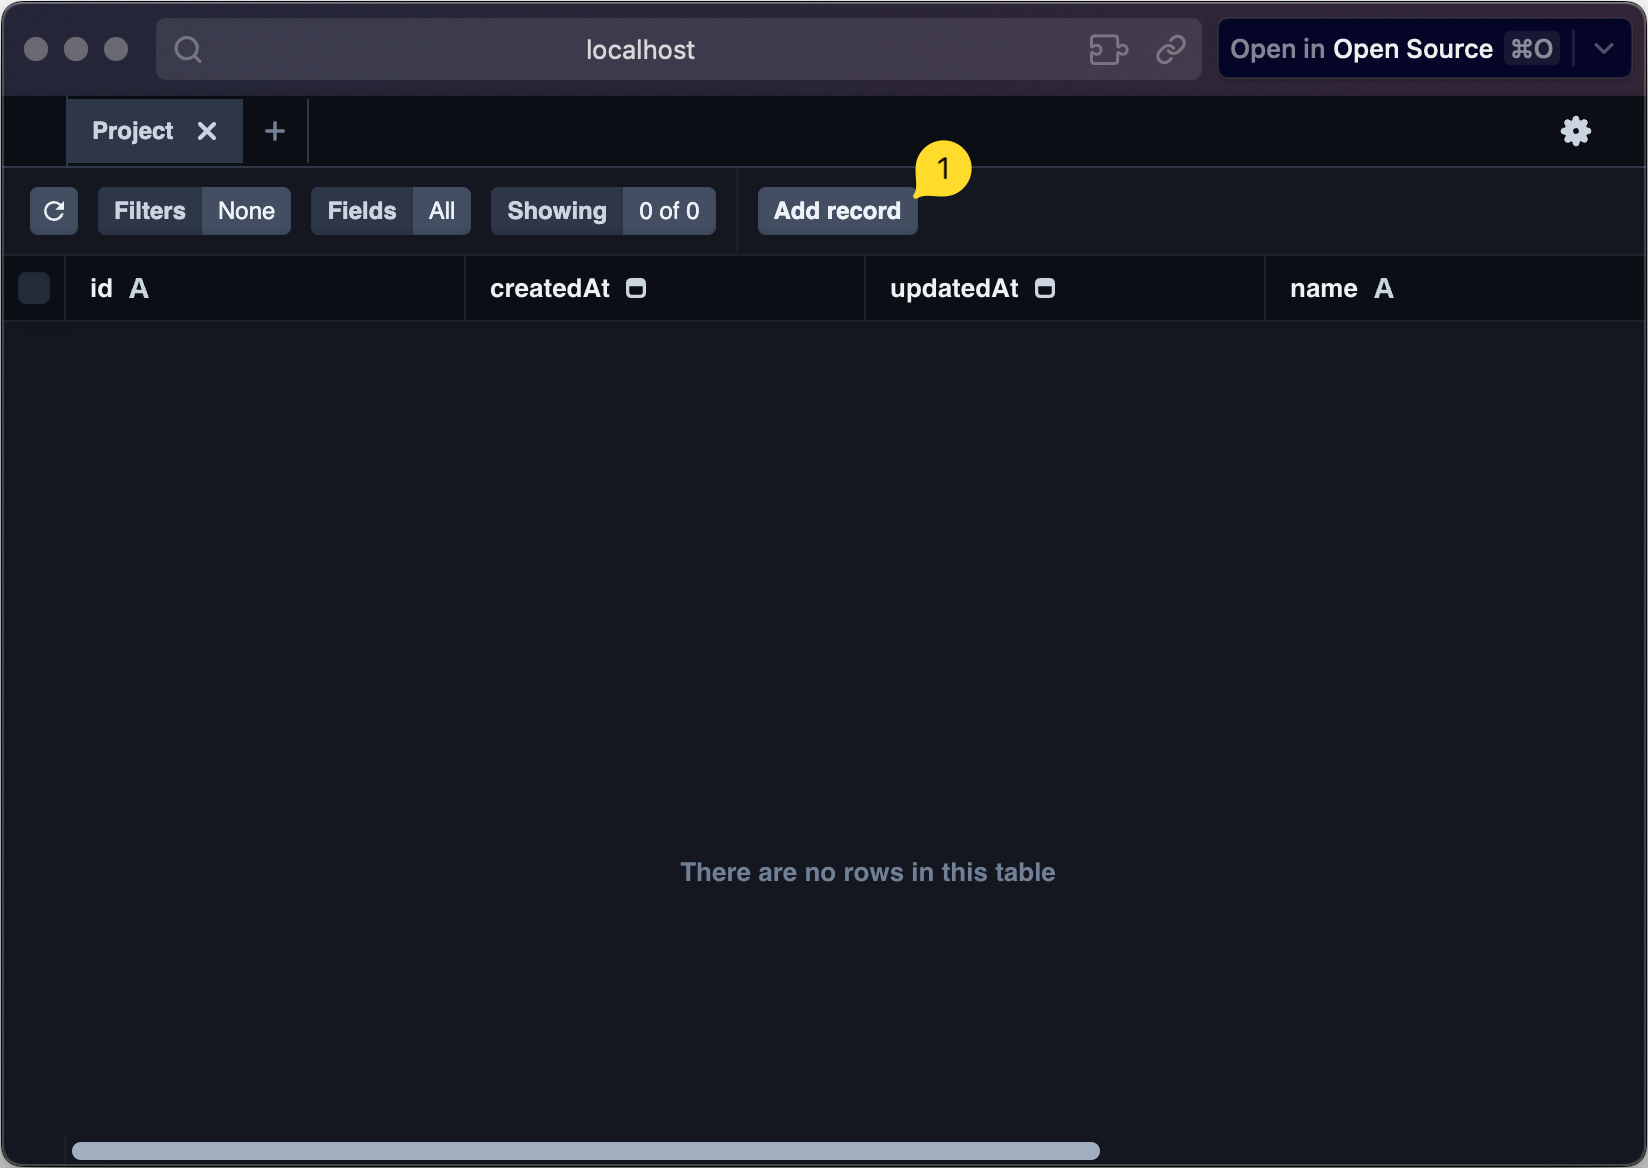 localhost
Open in Open Source ⌘O
Project
1
Filters None Fields All Showing 0 of 0 Add record
id A createdAt updatedAt name A
There are no rows in this table